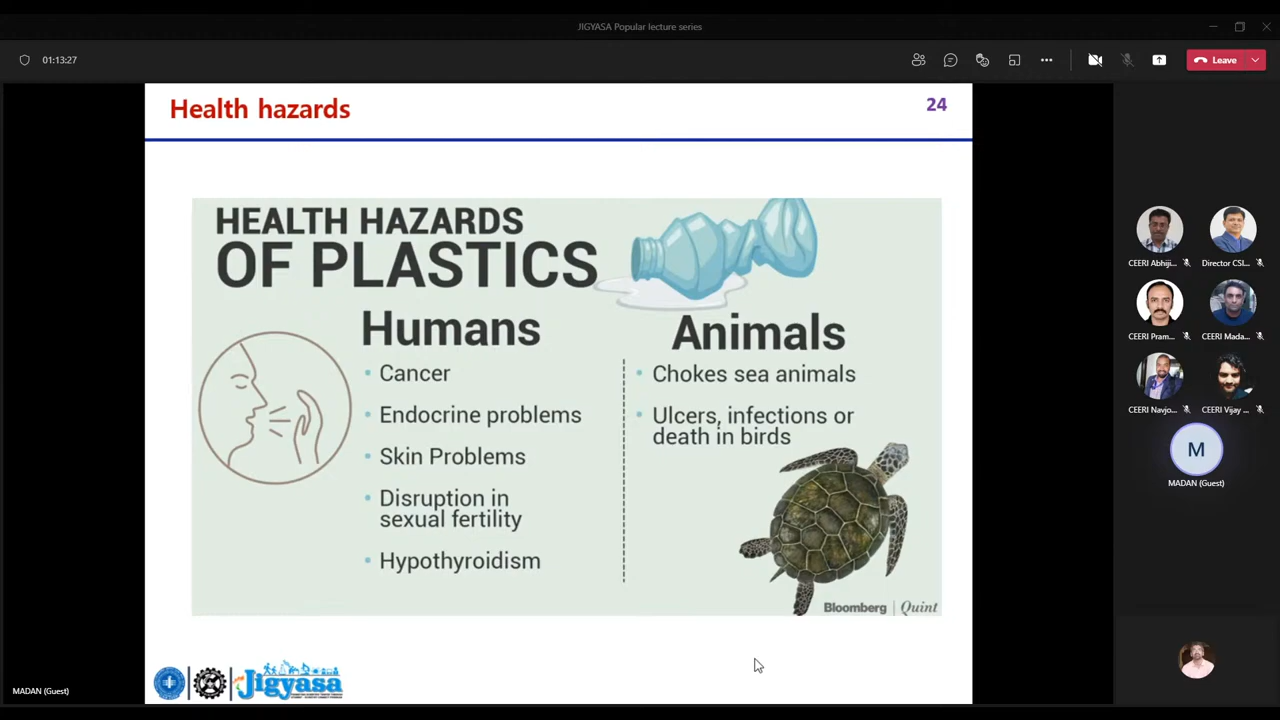 JIGYASA Popular lecture series
01:13:27
Leave
Health hazards
24
HEALTH HAZARDS
OF PLASTICS
Humans
Cancer
Endocrine problems
Skin Problems
Disruption in
sexual fertility
Hypothyroidism
Animals
Chokes sea animals
Ulcers, infections or
death in birds
Bloomberg | Quint
Jigyasa
MADAN (Guest)
CEERI Abhiji...
Director CSI...
CEERI Pram...
CEERI Mada...
CEERI Navjo...
CEERI Vijay ...
M
MADAN (Guest)